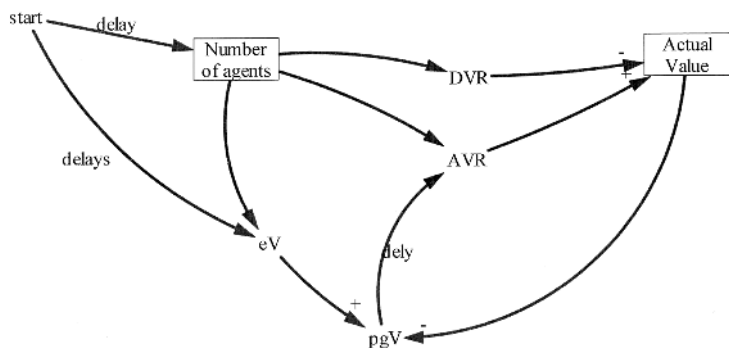 start
delay
Number
of agents
-
Actual
Value
DVR
+
delays
AVR
eV
dely
+
pgV
-